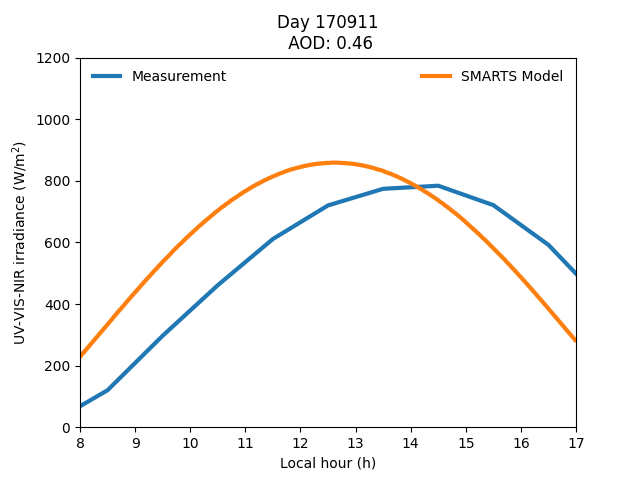 Day 170911
AOD: 0.46
Measurement
SMARTS Model
UV-VIS-NIR irradiance (W/m²)
1200
1000
800
600
400
200
0
8 9 10 11 12 13 14 15 16 17
Local hour (h)